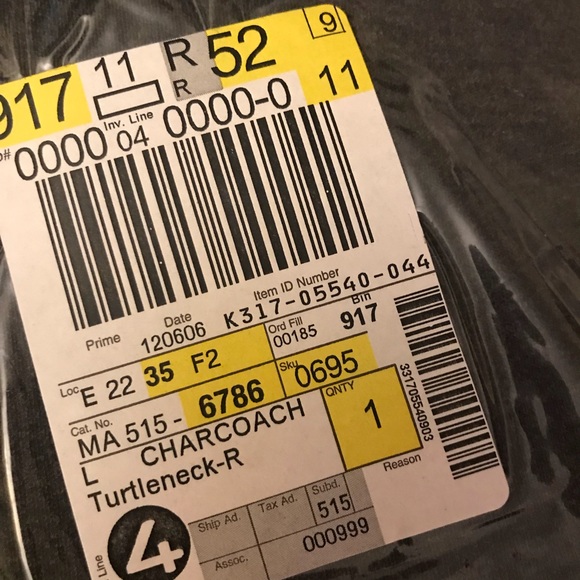 917 11 R 52 9
R 11
Inv. Line
0000 04 0000-0
Item ID Number
Prime Date 120606 K317-05540-044
Loc E 22 35 F2 Ord Fill 00185 Bin 917
Cat. No. MA 515 - 6786 Sku 0695
L CHARCOACH QNTY 1
Turtleneck-R
331705540903
Reason
Ship Ad. Tax Ad. Subd. 515
Assoc. 000999
Line 4